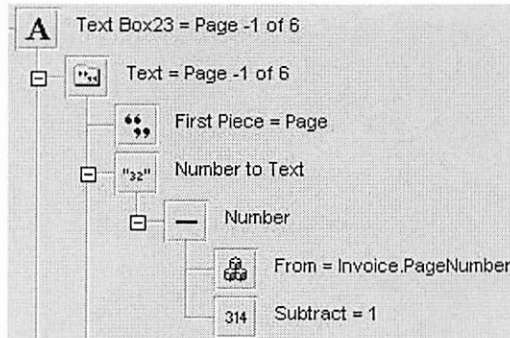 A Text Box23 = Page -1 of 6
Text = Page -1 of 6
❝❞ First Piece = Page
"32" Number to Text
Number
From = Invoice.PageNumber
314 Subtract = 1